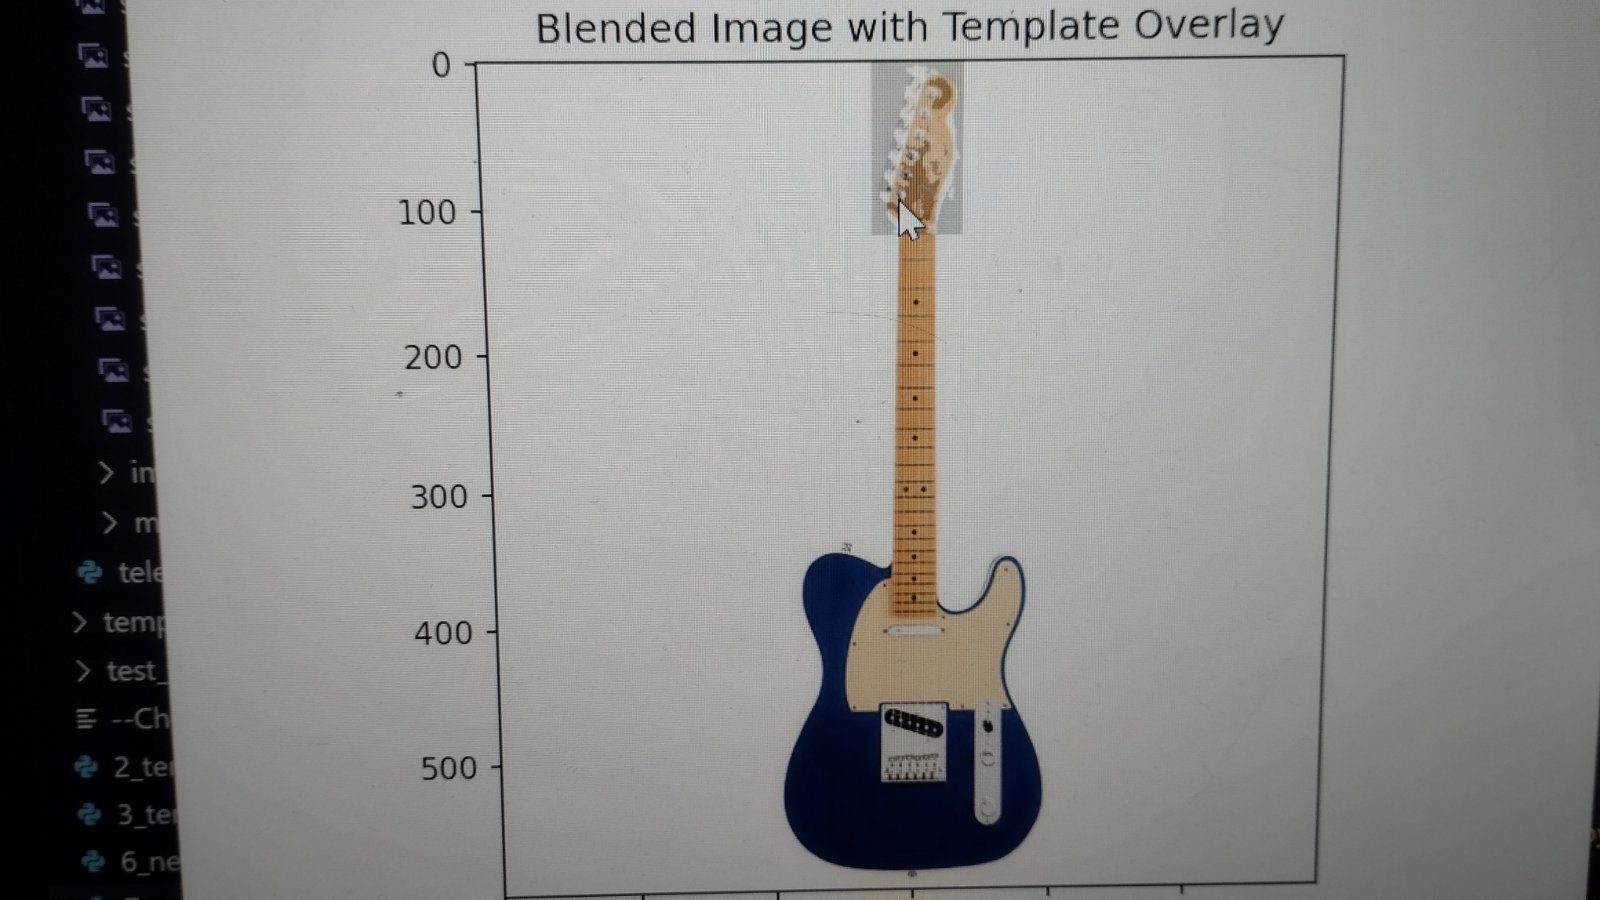 Blended Image with Template Overlay
0
100
200
300
400
500
in
m
tele
temp
test_
--Ch
2_te
3_te
6_ne